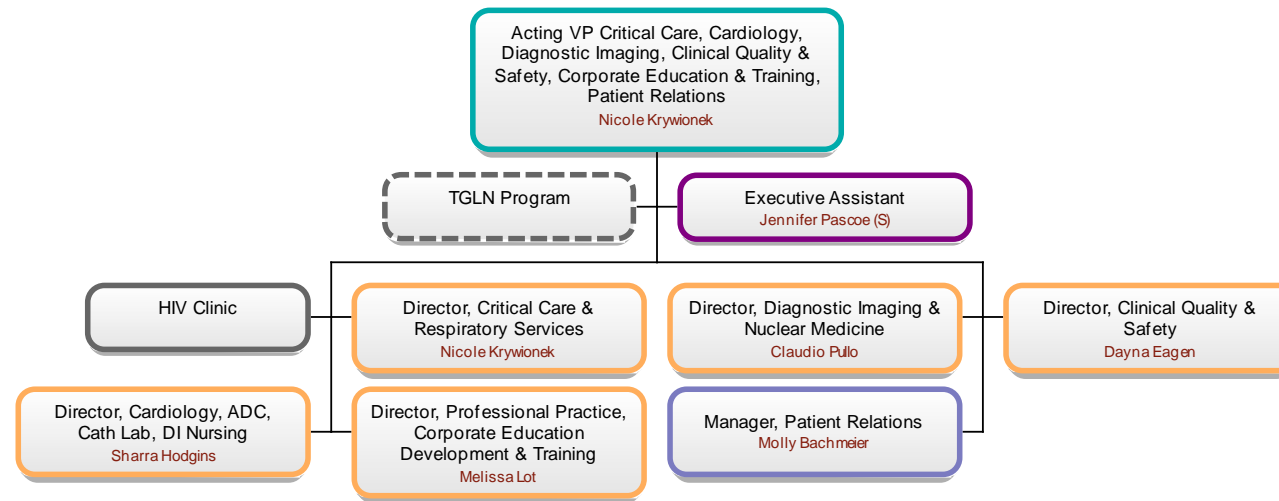 Acting VP Critical Care, Cardiology,
Diagnostic Imaging, Clinical Quality &
Safety, Corporate Education & Training,
Patient Relations
Nicole Krywionek
TGLN Program
Executive Assistant
Jennifer Pascoe (S)
HIV Clinic
Director, Critical Care &
Respiratory Services
Nicole Krywionek
Director, Diagnostic Imaging &
Nuclear Medicine
Claudio Pullo
Director, Clinical Quality &
Safety
Dayna Eagen
Director, Cardiology, ADC,
Cath Lab, DI Nursing
Sharra Hodgins
Director, Professional Practice,
Corporate Education
Development & Training
Melissa Lot
Manager, Patient Relations
Molly Bachmeier